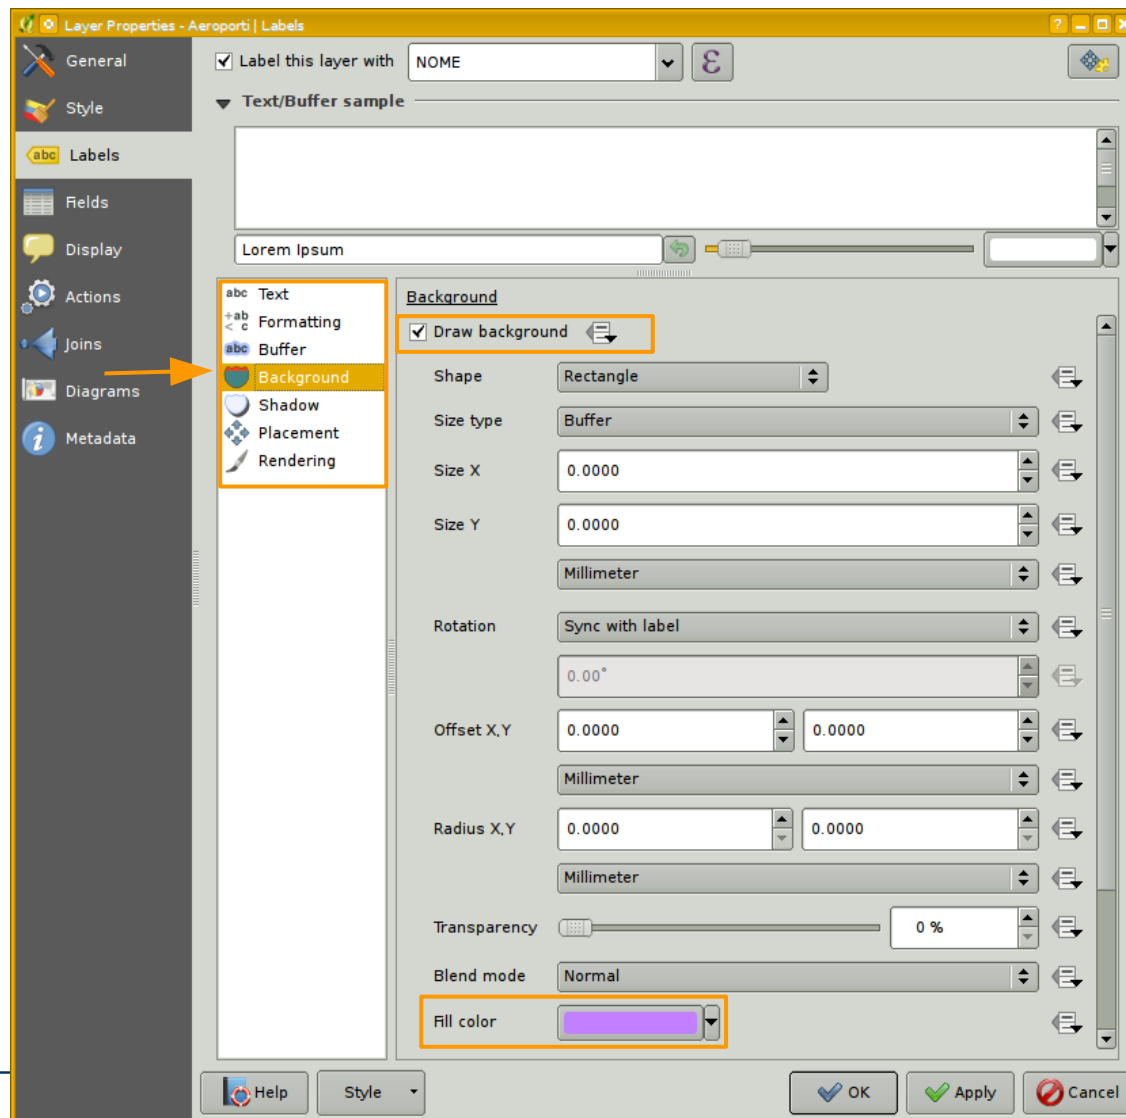 Layer Properties - Aeroporti | Labels
General
Style
abc Labels
Fields
Display
Actions
Joins
Diagrams
Metadata
Label this layer with NOME ε
Text/Buffer sample
Lorem Ipsum
abc Text
+ab < c Formatting
abc Buffer
Background
Shadow
Placement
Rendering
Background
Draw background
Shape Rectangle
Size type Buffer
Size X 0.0000
Size Y 0.0000
Millimeter
Rotation Sync with label
0.00°
Offset X,Y 0.0000 0.0000
Millimeter
Radius X,Y 0.0000 0.0000
Millimeter
Transparency 0 %
Blend mode Normal
Fill color
Help Style OK Apply Cancel